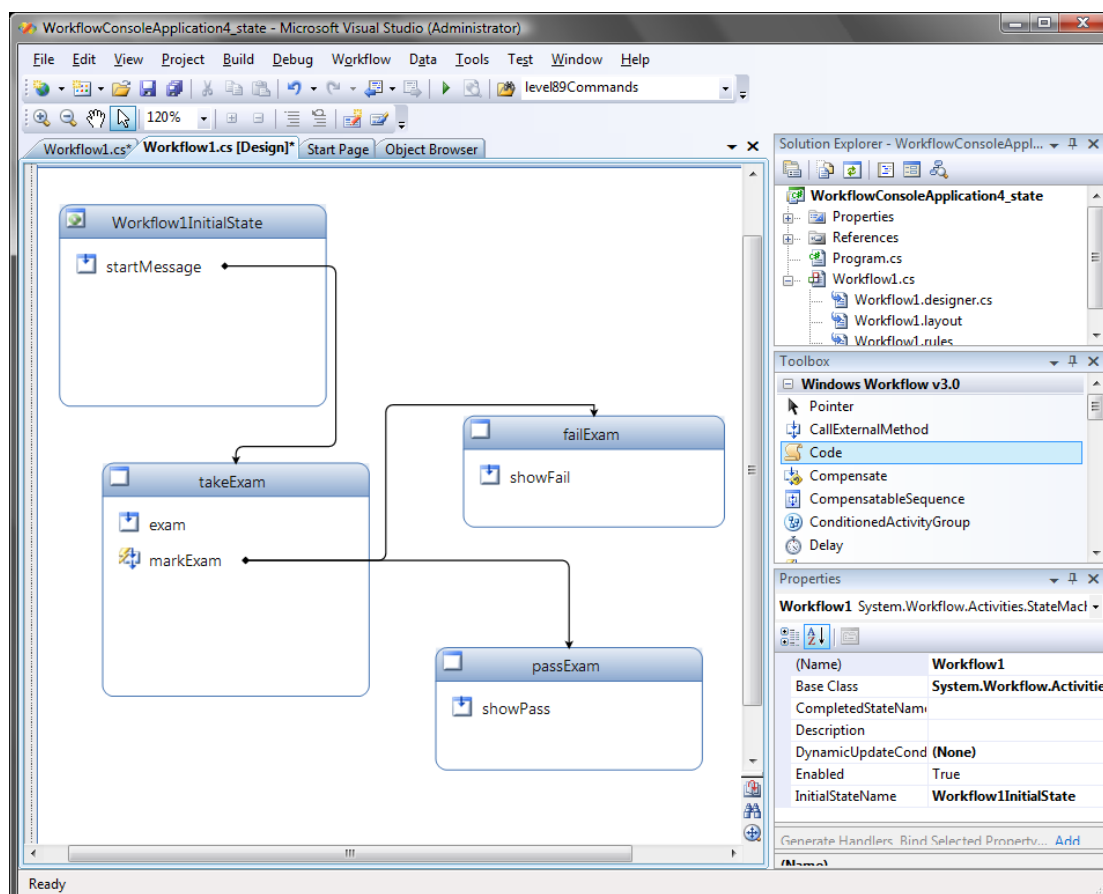 WorkflowConsoleApplication4_state - Microsoft Visual Studio (Administrator)
File Edit View Project Build Debug Workflow Data Tools Test Window Help
level89Commands
120%
Workflow1.cs* Workflow1.cs [Design]* Start Page Object Browser
Workflow1InitialState
startMessage
failExam
showFail
takeExam
exam
markExam
passExam
showPass
Solution Explorer - WorkflowConsoleAppl...
WorkflowConsoleApplication4_state
Properties
References
Program.cs
Workflow1.cs
Workflow1.designer.cs
Workflow1.layout
Workflow1.rules
Toolbox
Windows Workflow v3.0
Pointer
CallExternalMethod
Code
Compensate
CompensatableSequence
ConditionedActivityGroup
Delay
Properties
Workflow1 System.Workflow.Activities.StateMacl
(Name) Workflow1
Base Class System.Workflow.Activitie
CompletedStateName
Description
DynamicUpdateCond (None)
Enabled True
InitialStateName Workflow1InitialState
Generate Handlers, Bind Selected Property... Add
(Name)
Ready